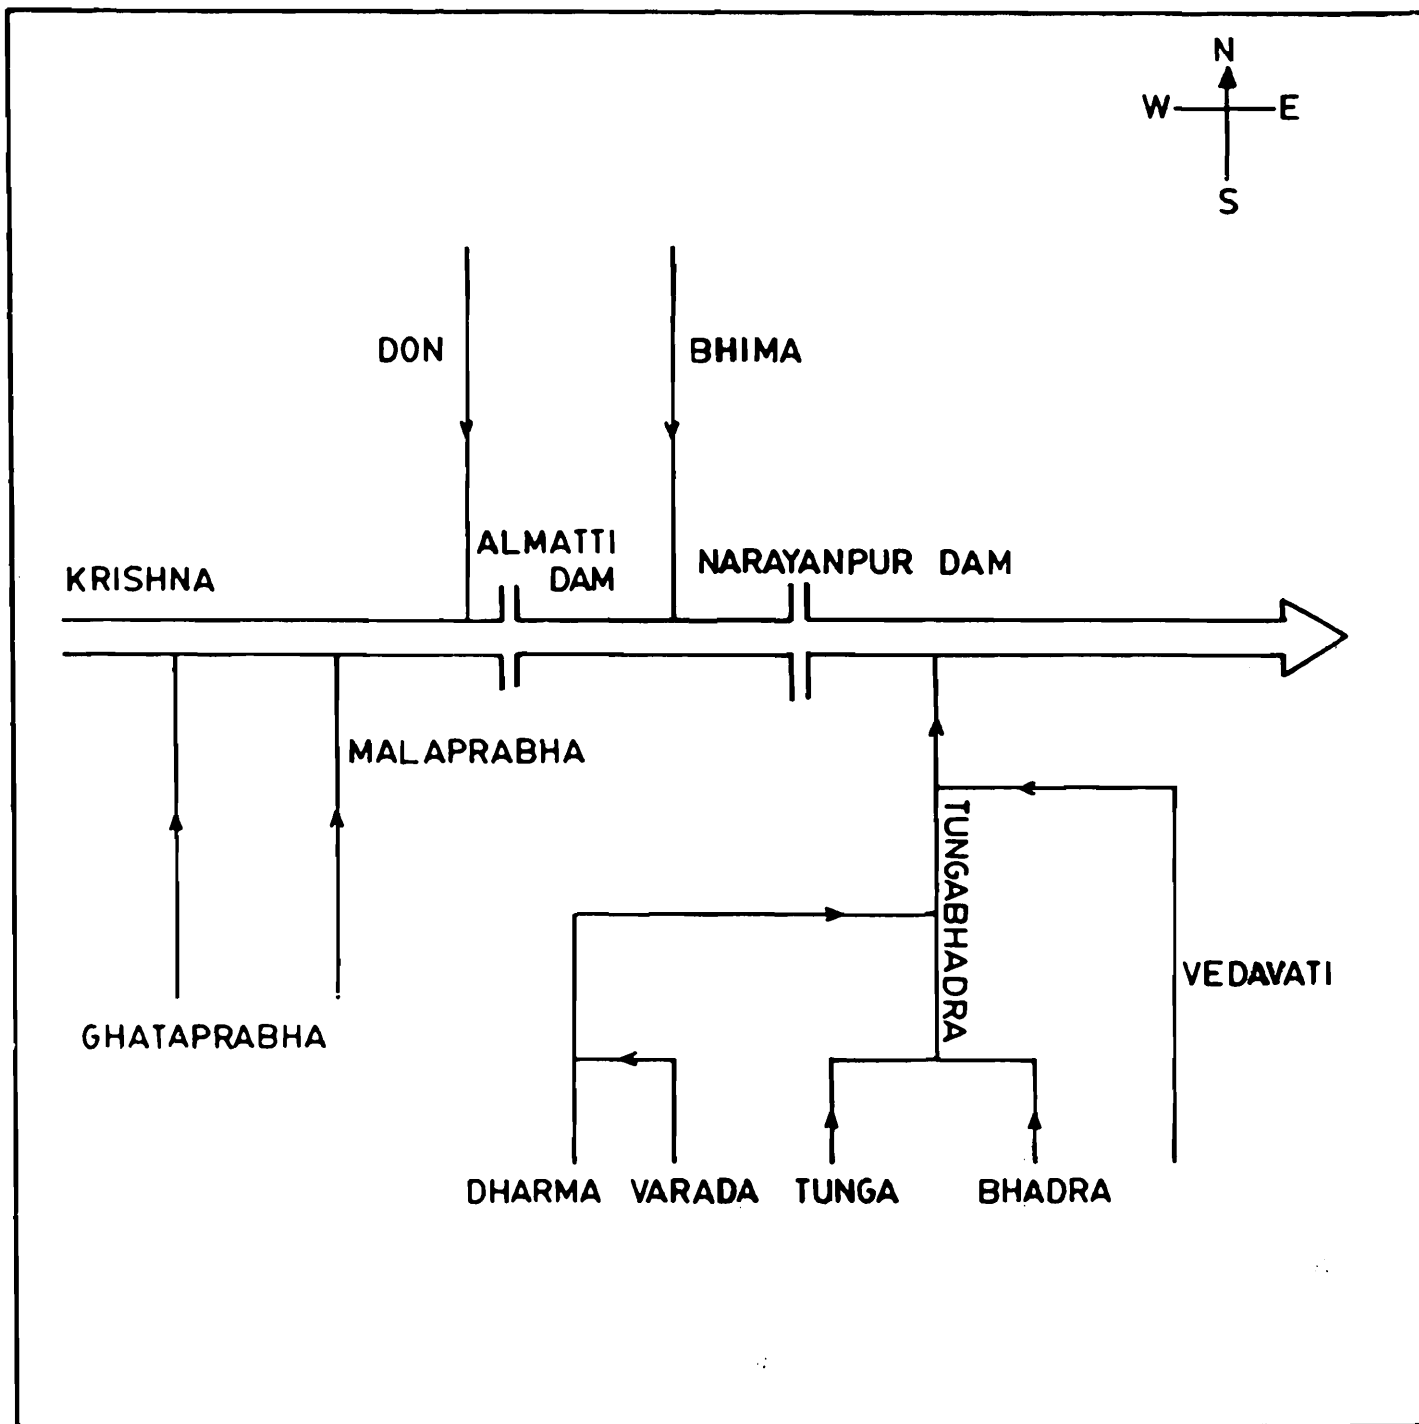 N
W E
S
DON
BHIMA
ALMATTI
DAM
NARAYANPUR DAM
KRISHNA
MALAPRABHA
TUNGABHADRA
VEDAVATI
GHATAPRABHA
DHARMA VARADA TUNGA BHADRA